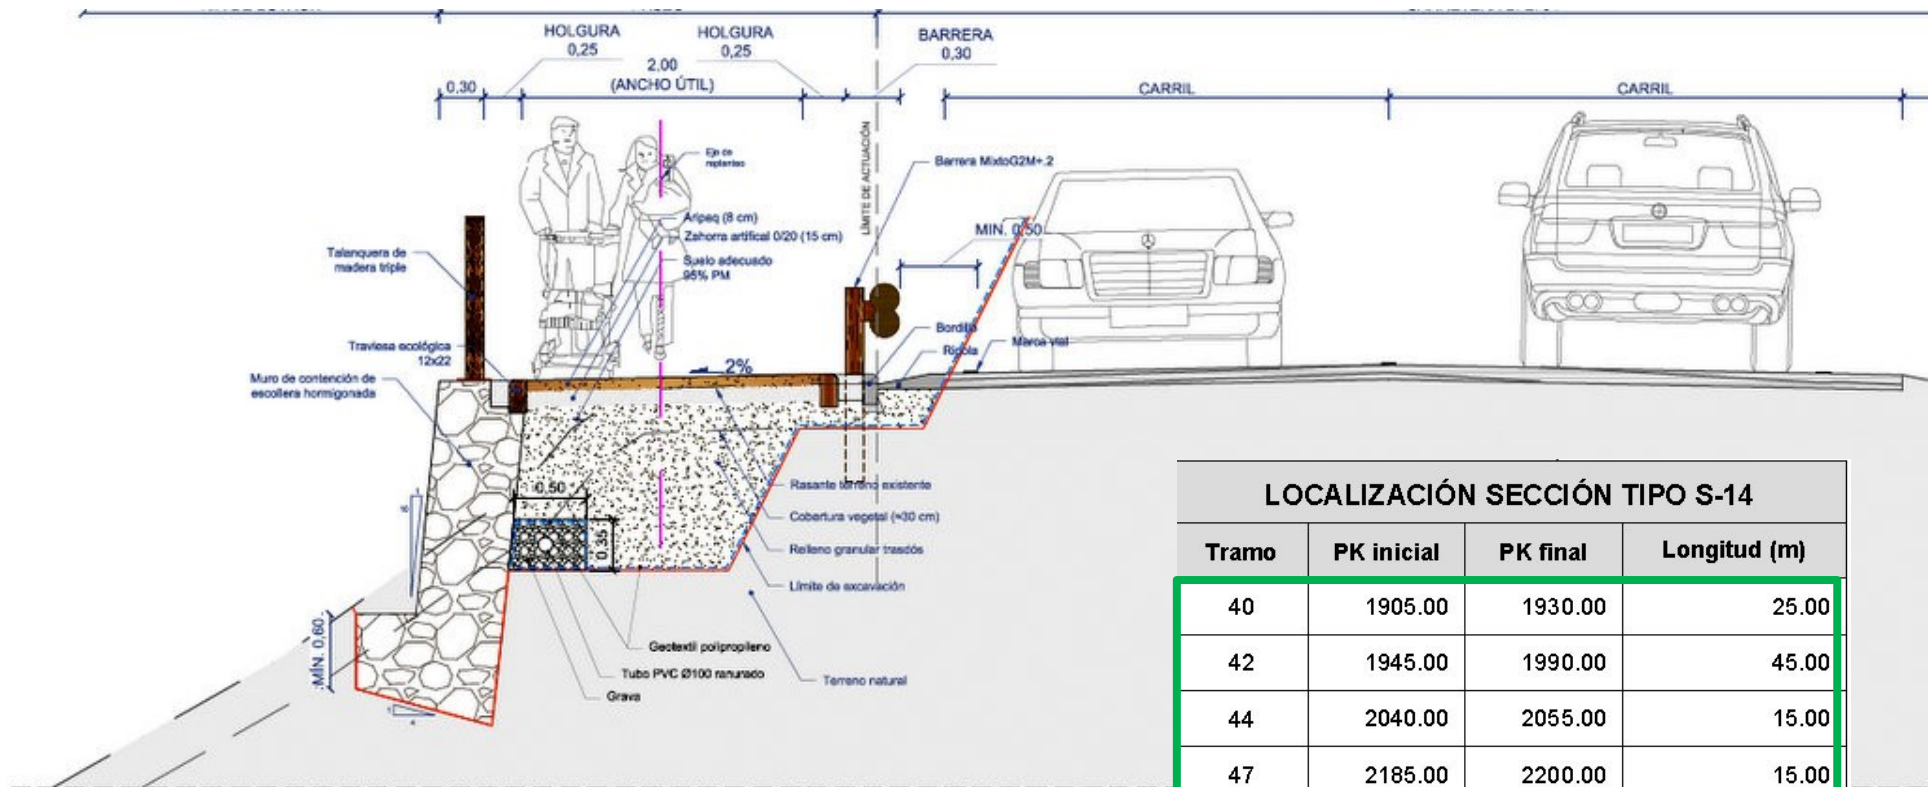 HOLGURA
0,25
HOLGURA
0,25
BARRERA
0,30
2,00
(ANCHO ÚTIL)
0,30
CARRIL
CARRIL
LÍMITE DE ACTUACIÓN
Eje de
replanteo
Barrera MixtoG2M+.2
Aripaq (8 cm)
Zahorra artifical 0/20 (15 cm)
MIN. 0,50
Talanquera de
madera triple
Suelo adecuado
95% PM
Bordillo
Traviesa ecológica
12x22
Rigola
Marca vial
2%
Muro de contención de
escollera hormigonada
Rasante terreno existente
0,50
Cobertura vegetal (≈30 cm)
0,35
Relleno granular trasdós
Límite de excavación
MÍN. 0,60
Geotextil polipropileno
Tubo PVC Ø100 ranurado
Terreno natural
Grava
LOCALIZACIÓN SECCIÓN TIPO S-14
Tramo PK inicial PK final Longitud (m)
40 1905.00 1930.00 25.00
42 1945.00 1990.00 45.00
44 2040.00 2055.00 15.00
47 2185.00 2200.00 15.00